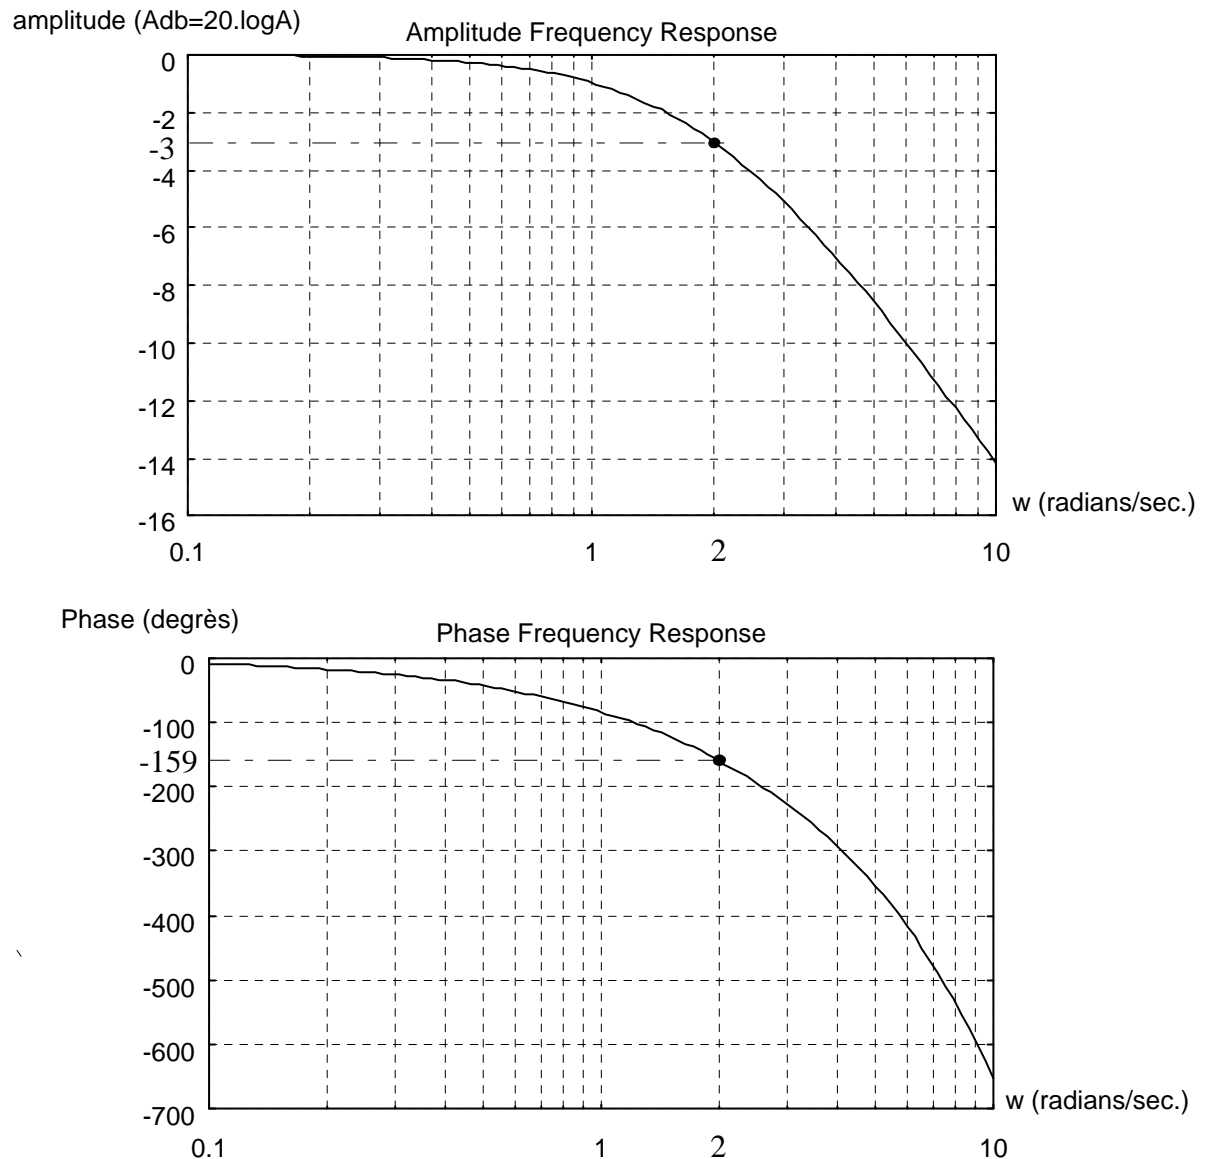 amplitude (Adb=20.logA)
Amplitude Frequency Response
0
-2
-3
-4
-6
-8
-10
-12
-14
-16
w (radians/sec.)
0.1 1 2 10
Phase (degrès)
Phase Frequency Response
0
-100
-159
-200
-300
-400
-500
-600
-700
w (radians/sec.)
0.1 1 2 10